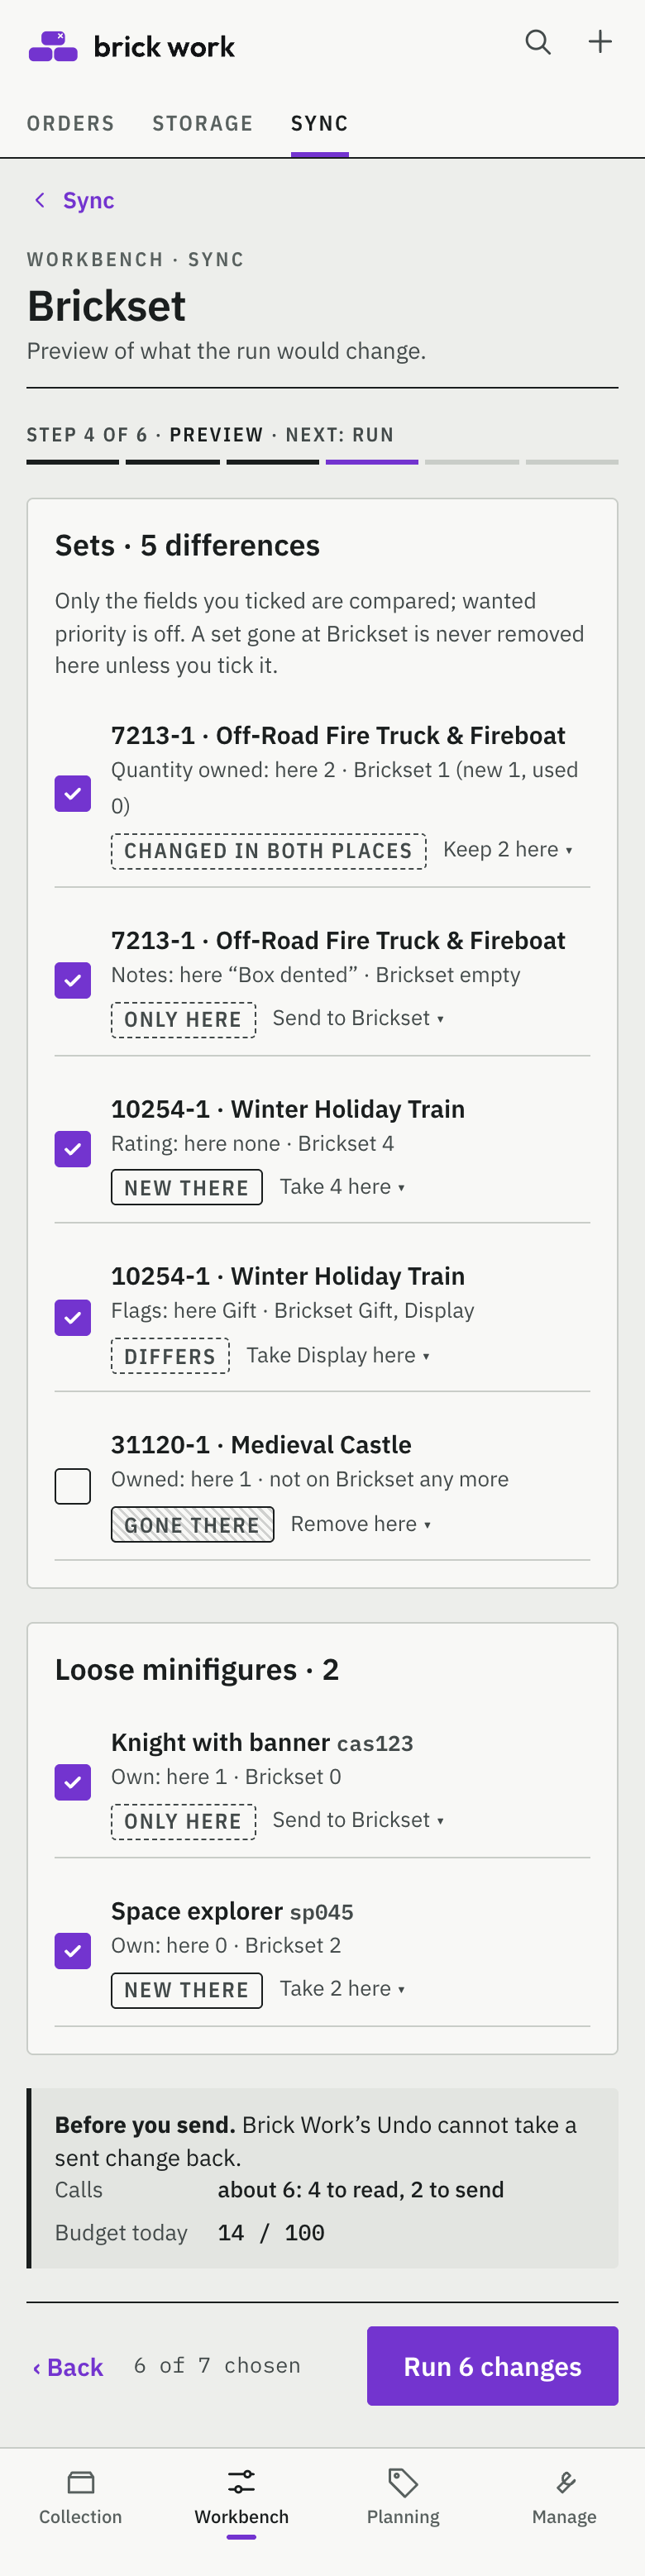 brick work
ORDERS STORAGE SYNC
Sync
WORKBENCH · SYNC
Brickset
Preview of what the run would change.
STEP 4 OF 6 · PREVIEW · NEXT: RUN
Sets · 5 differences
Only the fields you ticked are compared; wanted
priority is off. A set gone at Brickset is never removed
here unless you tick it.
7213-1 · Off-Road Fire Truck & Fireboat
Quantity owned: here 2 · Brickset 1 (new 1, used
0)
CHANGED IN BOTH PLACES Keep 2 here ▾
7213-1 · Off-Road Fire Truck & Fireboat
Notes: here “Box dented” · Brickset empty
ONLY HERE Send to Brickset ▾
10254-1 · Winter Holiday Train
Rating: here none · Brickset 4
NEW THERE Take 4 here ▾
10254-1 · Winter Holiday Train
Flags: here Gift · Brickset Gift, Display
DIFFERS Take Display here ▾
31120-1 · Medieval Castle
Owned: here 1 · not on Brickset any more
GONE THERE Remove here ▾
Loose minifigures · 2
Knight with banner cas123
Own: here 1 · Brickset 0
ONLY HERE Send to Brickset ▾
Space explorer sp045
Own: here 0 · Brickset 2
NEW THERE Take 2 here ▾
Before you send. Brick Work’s Undo cannot take a
sent change back.
Calls about 6: 4 to read, 2 to send
Budget today 14 / 100
‹ Back 6 of 7 chosen Run 6 changes
Collection Workbench Planning Manage